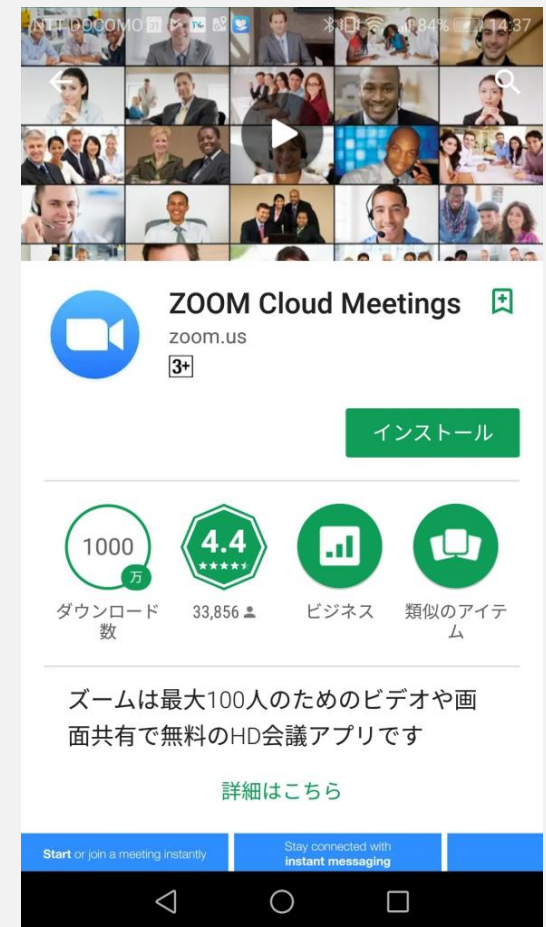 NTT DOCOMO 31 84% 14:37
ZOOM Cloud Meetings
zoom.us
3+
インストール
1000
万
4.4
ダウンロード
数
33,856
ビジネス
類似のアイテ
ム
ズームは最大100人のためのビデオや画
面共有で無料のHD会議アプリです
詳細はこちら
Start or join a meeting instantly
Stay connected with
instant messaging